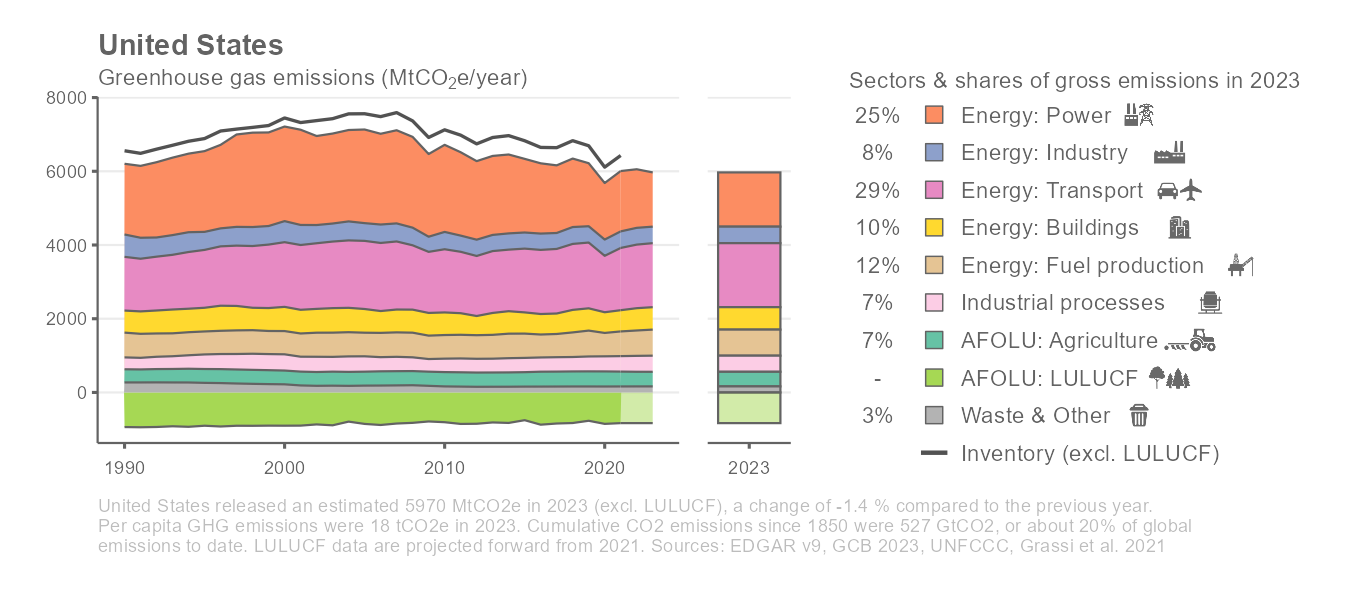 United States
Greenhouse gas emissions (MtCO₂e/year)
8000
6000
4000
2000
0
1990
2000
2010
2020
2023
Sectors & shares of gross emissions in 2023
25% Energy: Power
8% Energy: Industry
29% Energy: Transport
10% Energy: Buildings
12% Energy: Fuel production
7% Industrial processes
7% AFOLU: Agriculture
- AFOLU: LULUCF
3% Waste & Other
Inventory (excl. LULUCF)
United States released an estimated 5970 MtCO2e in 2023 (excl. LULUCF), a change of -1.4 % compared to the previous year.
Per capita GHG emissions were 18 tCO2e in 2023. Cumulative CO2 emissions since 1850 were 527 GtCO2, or about 20% of global
emissions to date. LULUCF data are projected forward from 2021. Sources: EDGAR v9, GCB 2023, UNFCCC, Grassi et al. 2021